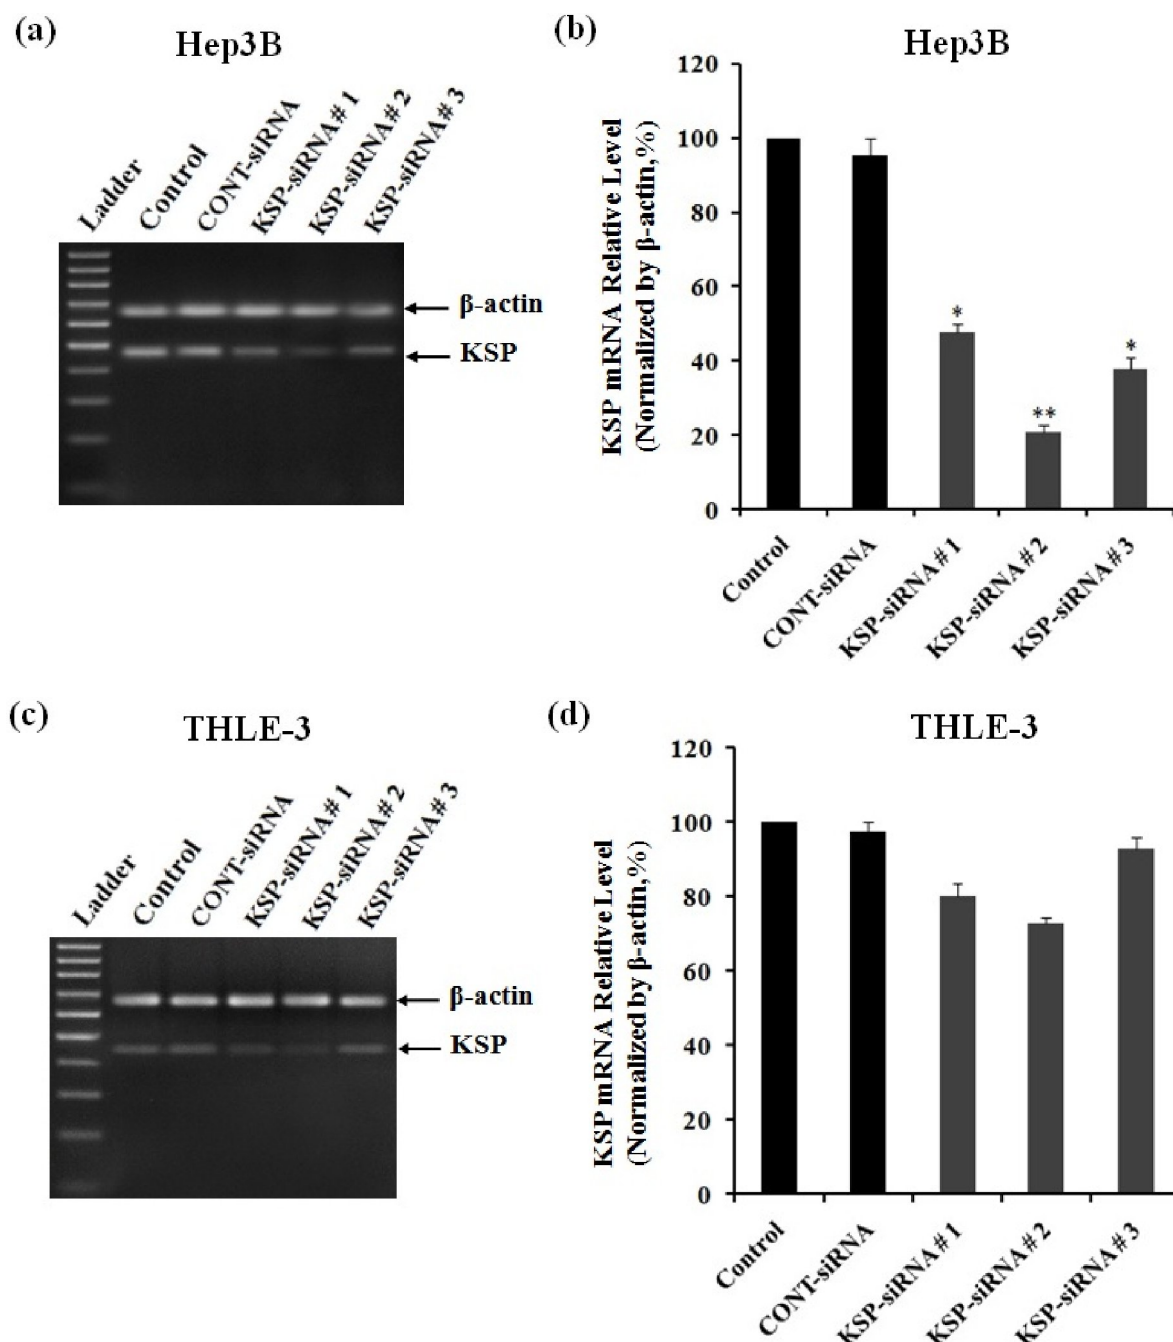 (a)
Hep3B
Ladder
Control
CONT-siRNA
KSP-siRNA#1
KSP-siRNA#2
KSP-siRNA#3
β-actin
KSP
(b)
Hep3B
KSP mRNA Relative Level
(Normalized by β-actin,%)
120
100
80
60
40
20
0
*
**
*
Control
CONT-siRNA
KSP-siRNA#1
KSP-siRNA#2
KSP-siRNA#3
(c)
THLE-3
Ladder
Control
CONT-siRNA
KSP-siRNA#1
KSP-siRNA#2
KSP-siRNA#3
β-actin
KSP
(d)
THLE-3
KSP mRNA Relative Level
(Normalized by β-actin,%)
120
100
80
60
40
20
0
Control
CONT-siRNA
KSP-siRNA#1
KSP-siRNA#2
KSP-siRNA#3